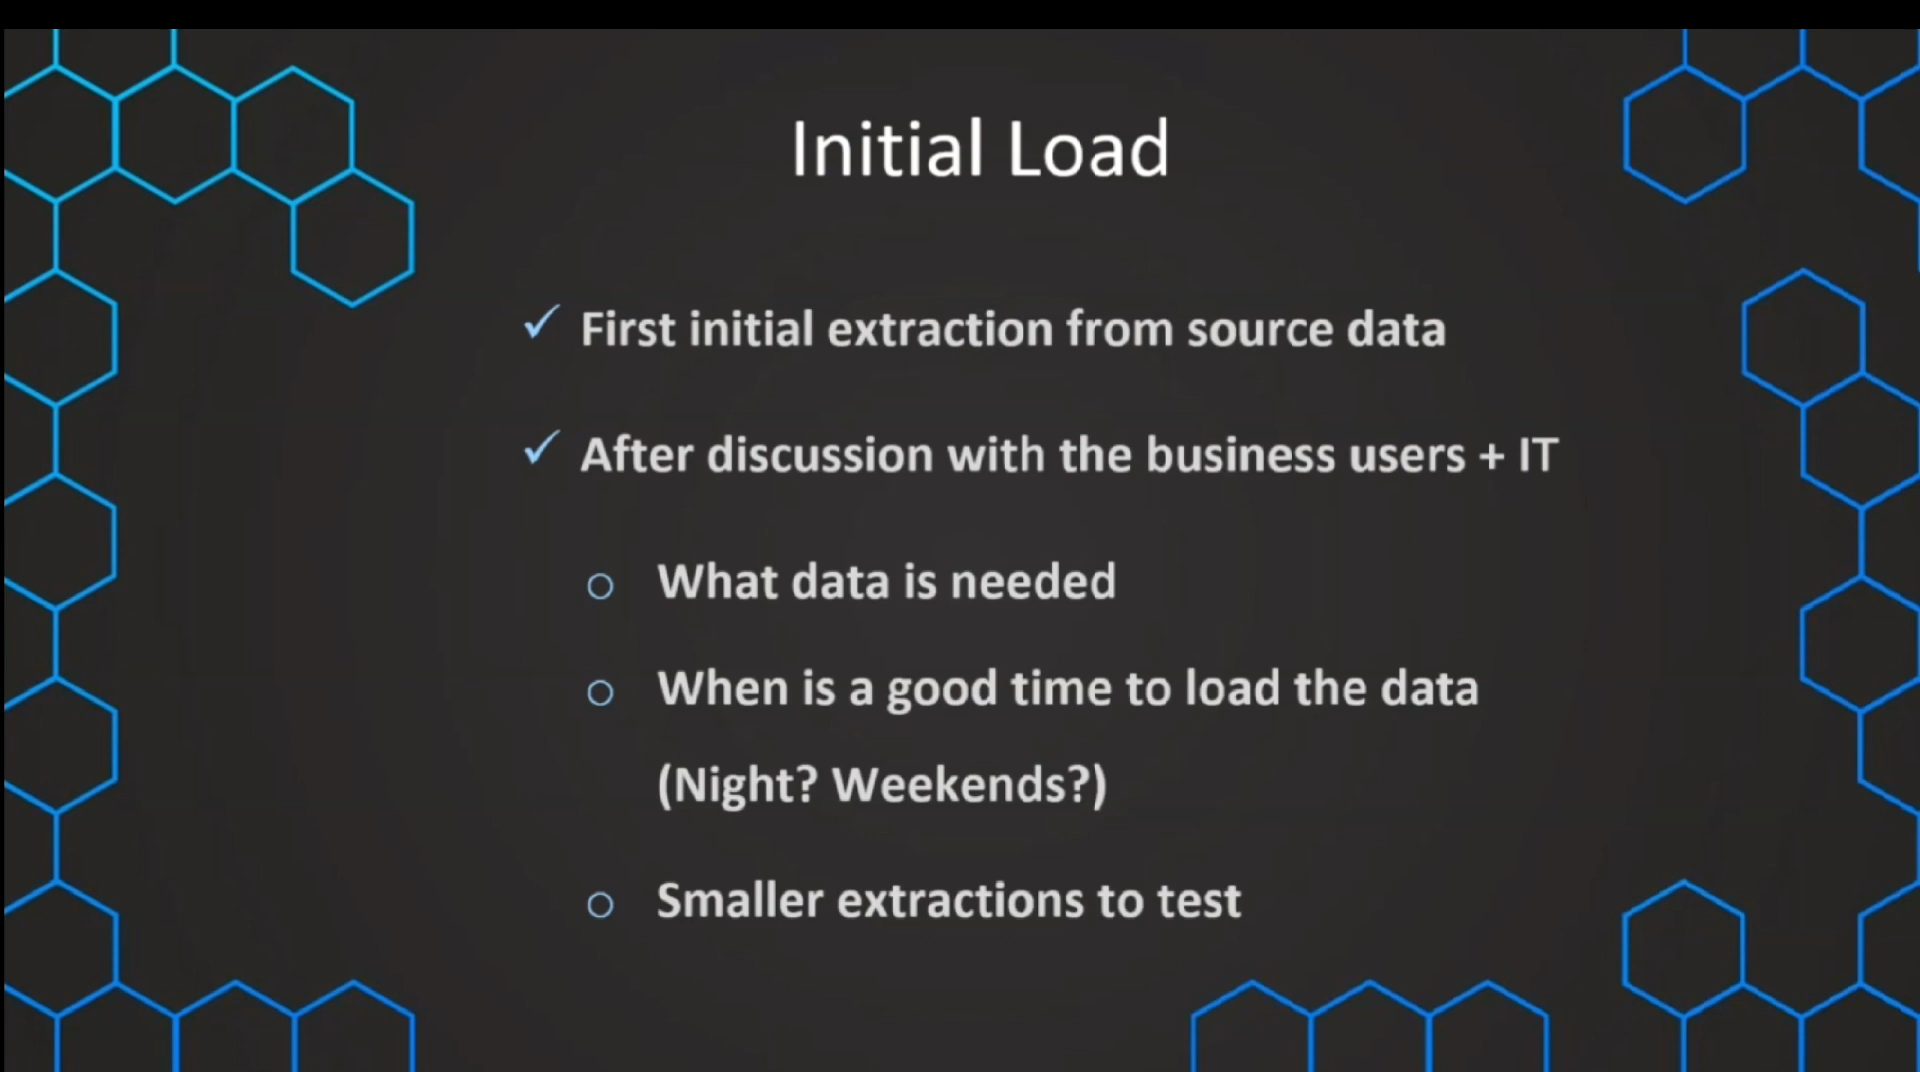 Initial Load
✓ First initial extraction from source data
✓ After discussion with the business users + IT
○ What data is needed
○ When is a good time to load the data
(Night? Weekends?)
○ Smaller extractions to test